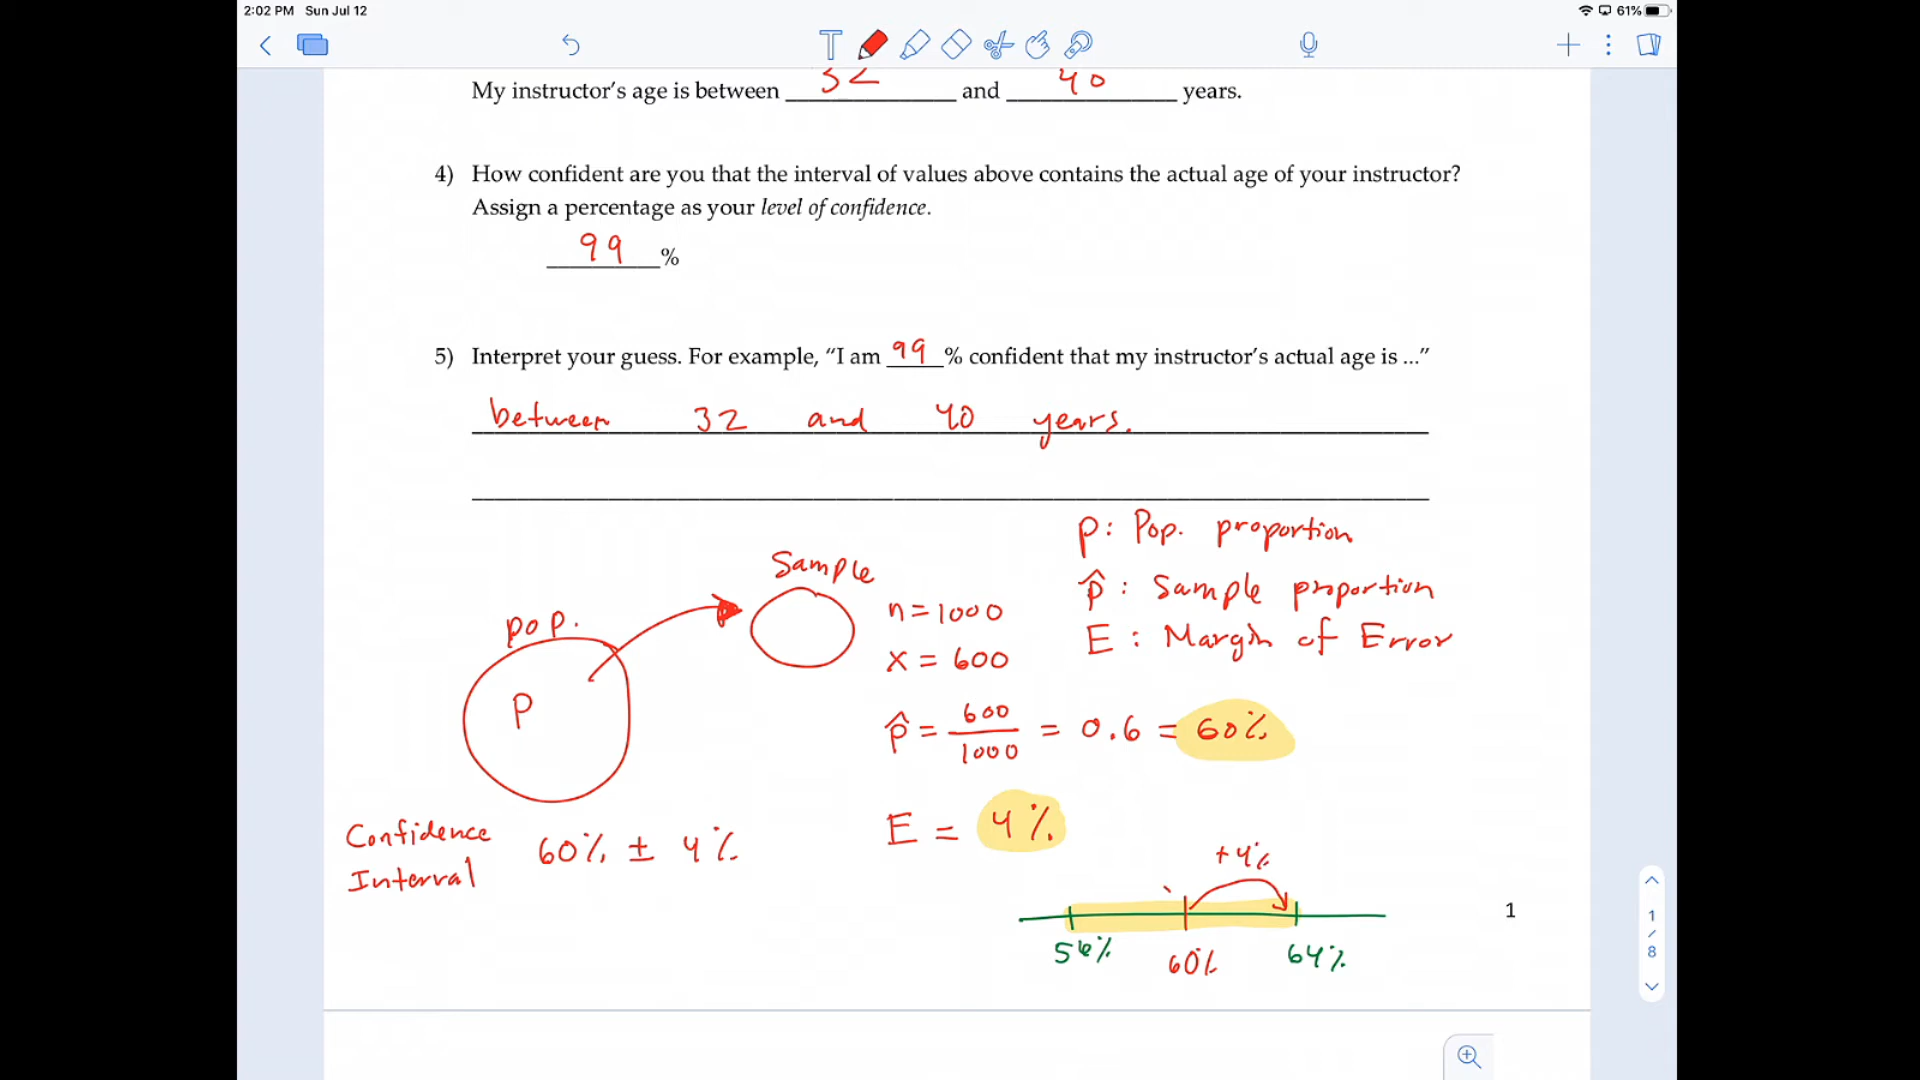 2:02 PM Sun Jul 12
61%
My instructor's age is between 32 and 40 years.
4) How confident are you that the interval of values above contains the actual age of your instructor?
Assign a percentage as your level of confidence.
99 %
5) Interpret your guess. For example, "I am 99 % confident that my instructor's actual age is ..."
between 32 and 40 years.
p: Pop. proportion
p̂: Sample proportion
E: Margin of Error
Sample
pop.
P
n = 1000
x = 600
p̂ = 600/1000 = 0.6 = 60%
E = 4%
Confidence
Interval
60% ± 4%
+4%
56% 60% 64%
1
1
/
8